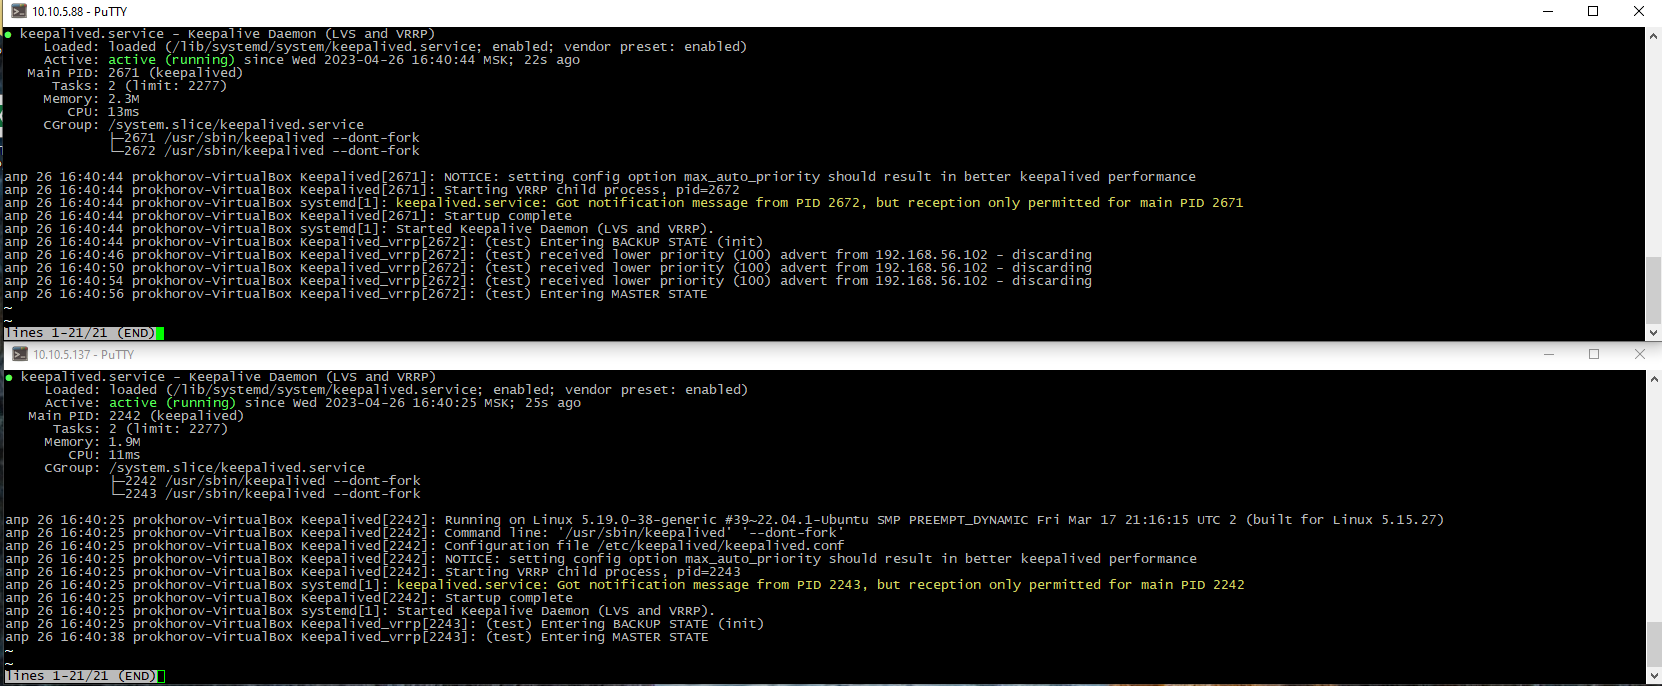 10.10.5.88 - PuTTY
● keepalived.service - Keepalive Daemon (LVS and VRRP)
Loaded: loaded (/lib/systemd/system/keepalived.service; enabled; vendor preset: enabled)
Active: active (running) since Wed 2023-04-26 16:40:44 MSK; 22s ago
Main PID: 2671 (keepalived)
Tasks: 2 (limit: 2277)
Memory: 2.3M
CPU: 13ms
CGroup: /system.slice/keepalived.service
├─2671 /usr/sbin/keepalived --dont-fork
└─2672 /usr/sbin/keepalived --dont-fork
апр 26 16:40:44 prokhorov-VirtualBox Keepalived[2671]: NOTICE: setting config option max_auto_priority should result in better keepalived performance
апр 26 16:40:44 prokhorov-VirtualBox Keepalived[2671]: Starting VRRP child process, pid=2672
апр 26 16:40:44 prokhorov-VirtualBox systemd[1]: keepalived.service: Got notification message from PID 2672, but reception only permitted for main PID 2671
апр 26 16:40:44 prokhorov-VirtualBox Keepalived[2671]: Startup complete
апр 26 16:40:44 prokhorov-VirtualBox systemd[1]: Started Keepalive Daemon (LVS and VRRP).
апр 26 16:40:44 prokhorov-VirtualBox Keepalived_vrrp[2672]: (test) Entering BACKUP STATE (init)
апр 26 16:40:46 prokhorov-VirtualBox Keepalived_vrrp[2672]: (test) received lower priority (100) advert from 192.168.56.102 - discarding
апр 26 16:40:50 prokhorov-VirtualBox Keepalived_vrrp[2672]: (test) received lower priority (100) advert from 192.168.56.102 - discarding
апр 26 16:40:54 prokhorov-VirtualBox Keepalived_vrrp[2672]: (test) received lower priority (100) advert from 192.168.56.102 - discarding
апр 26 16:40:56 prokhorov-VirtualBox Keepalived_vrrp[2672]: (test) Entering MASTER STATE
~
~
lines 1-21/21 (END)
10.10.5.137 - PuTTY
● keepalived.service - Keepalive Daemon (LVS and VRRP)
Loaded: loaded (/lib/systemd/system/keepalived.service; enabled; vendor preset: enabled)
Active: active (running) since Wed 2023-04-26 16:40:25 MSK; 25s ago
Main PID: 2242 (keepalived)
Tasks: 2 (limit: 2277)
Memory: 1.9M
CPU: 11ms
CGroup: /system.slice/keepalived.service
├─2242 /usr/sbin/keepalived --dont-fork
└─2243 /usr/sbin/keepalived --dont-fork
апр 26 16:40:25 prokhorov-VirtualBox Keepalived[2242]: Running on Linux 5.19.0-38-generic #39~22.04.1-Ubuntu SMP PREEMPT_DYNAMIC Fri Mar 17 21:16:15 UTC 2 (built for Linux 5.15.27)
апр 26 16:40:25 prokhorov-VirtualBox Keepalived[2242]: Command line: '/usr/sbin/keepalived' '--dont-fork'
апр 26 16:40:25 prokhorov-VirtualBox Keepalived[2242]: Configuration file /etc/keepalived/keepalived.conf
апр 26 16:40:25 prokhorov-VirtualBox Keepalived[2242]: NOTICE: setting config option max_auto_priority should result in better keepalived performance
апр 26 16:40:25 prokhorov-VirtualBox Keepalived[2242]: Starting VRRP child process, pid=2243
апр 26 16:40:25 prokhorov-VirtualBox systemd[1]: keepalived.service: Got notification message from PID 2243, but reception only permitted for main PID 2242
апр 26 16:40:25 prokhorov-VirtualBox Keepalived[2242]: Startup complete
апр 26 16:40:25 prokhorov-VirtualBox systemd[1]: Started Keepalive Daemon (LVS and VRRP).
апр 26 16:40:25 prokhorov-VirtualBox Keepalived_vrrp[2243]: (test) Entering BACKUP STATE (init)
апр 26 16:40:38 prokhorov-VirtualBox Keepalived_vrrp[2243]: (test) Entering MASTER STATE
~
~
lines 1-21/21 (END)